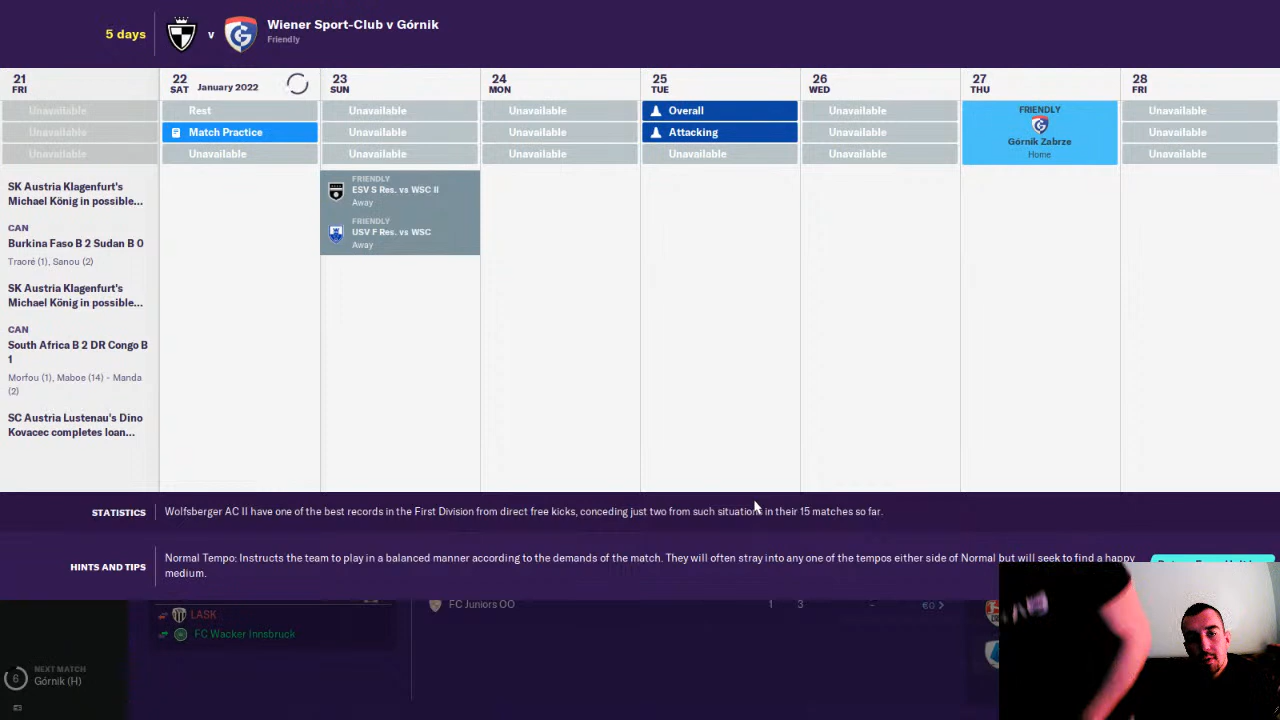 5 days
v
Wiener Sport-Club v Górnik
Friendly
21
FRI
22
SAT
January 2022
23
SUN
24
MON
25
TUE
26
WED
27
THU
28
FRI
Unavailable
Rest
Unavailable
Unavailable
Overall
Unavailable
Unavailable
Unavailable
Match Practice
Unavailable
Unavailable
Attacking
Unavailable
Unavailable
Unavailable
Unavailable
Unavailable
Unavailable
Unavailable
Unavailable
Unavailable
FRIENDLY
Górnik Zabrze
Home
SK Austria Klagenfurt's
Michael König in possible...
CAN
Burkina Faso B 2 Sudan B 0
Traoré (1), Sanou (2)
SK Austria Klagenfurt's
Michael König in possible...
CAN
South Africa B 2 DR Congo B
1
Morfou (1), Maboe (14) - Manda
(2)
SC Austria Lustenau's Dino
Kovacec completes loan...
FRIENDLY
ESV S Res. vs WSC II
Away
FRIENDLY
USV F Res. vs WSC
Away
STATISTICS
Wolfsberger AC II have one of the best records in the First Division from direct free kicks, conceding just two from such situations in their 15 matches so far.
HINTS AND TIPS
Normal Tempo: Instructs the team to play in a balanced manner according to the demands of the match. They will often stray into any one of the tempos either side of Normal but will seek to find a happy
medium.
LASK
FC Wacker Innsbruck
FC Juniors OÖ
1
3
-
€0
6
NEXT MATCH
Górnik (H)